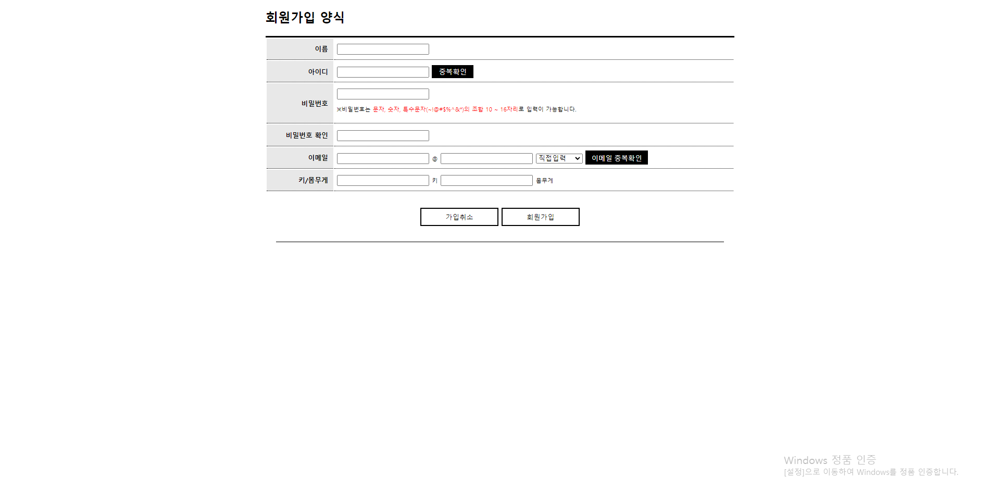 회원가입 양식
이름
아이디 중복확인
비밀번호
※비밀번호는 문자, 숫자, 특수문자(~!@#$%^&*)의 조합 10 ~ 16자리로 입력이 가능합니다.
비밀번호 확인
이메일 @ 직접입력 이메일 중복확인
키/몸무게 키 몸무게
가입취소 회원가입
Windows 정품 인증
[설정]으로 이동하여 Windows를 정품 인증합니다.